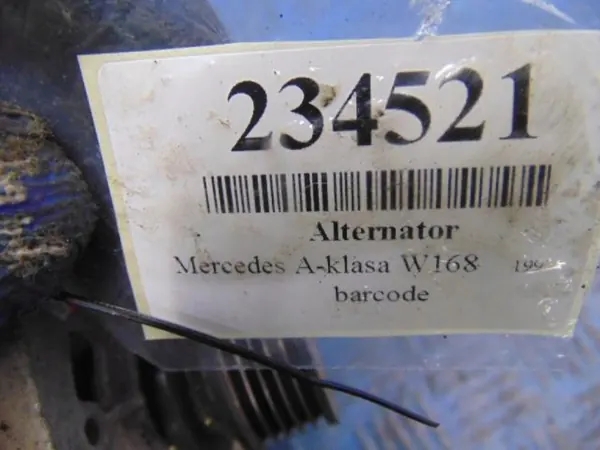 234521
Alternator
Mercedes A-klasa W168
barcode